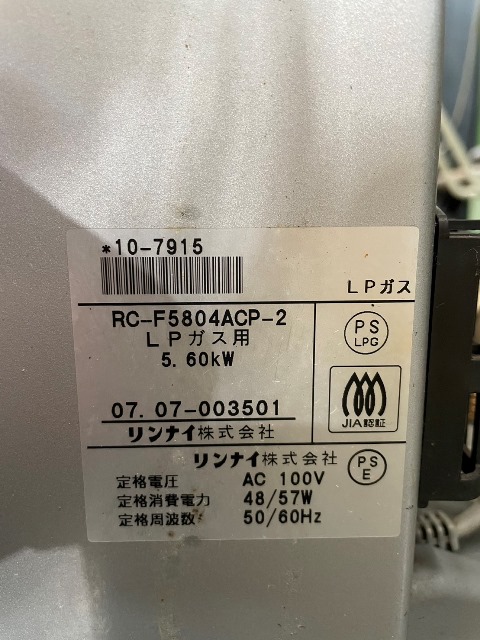 *10-7915
LPガス
RC-F5804ACP-2
LPガス用
5.60kW
PS
LPG
07.07-003501
リンナイ株式会社
JIA認証
リンナイ株式会社
PS
E
定格電圧 AC 100V
定格消費電力 48/57W
定格周波数 50/60Hz